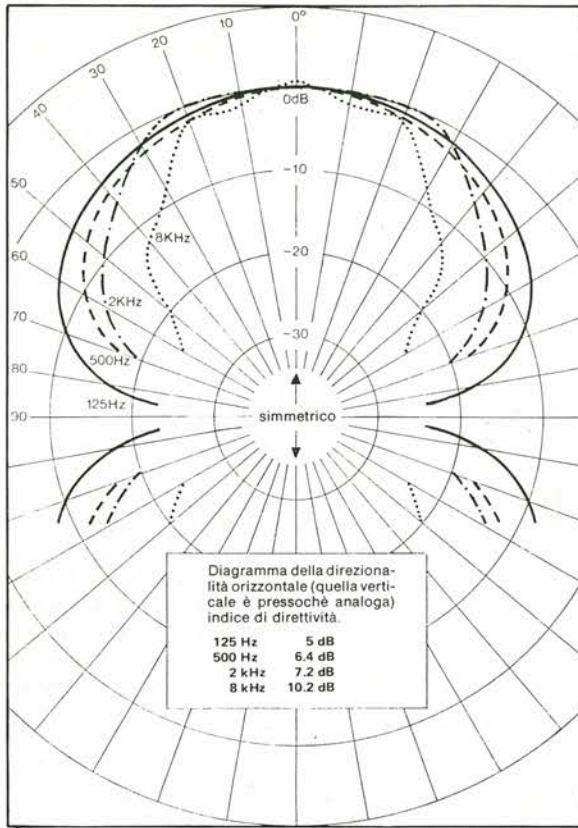 0°
10
20
30
40
50
60
70
80
90
0dB
-10
-20
-30
8KHz
2KHz
500Hz
125Hz
simmetrico
Diagramma della direziona-
lità orizzontale (quella verti-
cale è pressochè analoga)
indice di direttività.
125 Hz 5 dB
500 Hz 6.4 dB
2 kHz 7.2 dB
8 kHz 10.2 dB